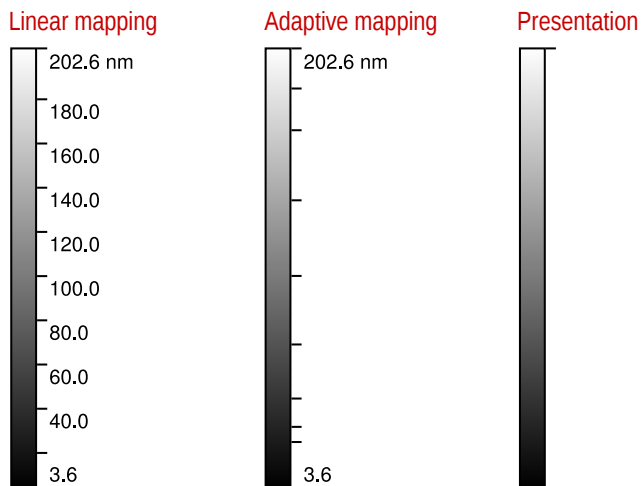 Linear mapping
202.6 nm
180.0
160.0
140.0
120.0
100.0
80.0
60.0
40.0
3.6
Adaptive mapping
202.6 nm
3.6
Presentation